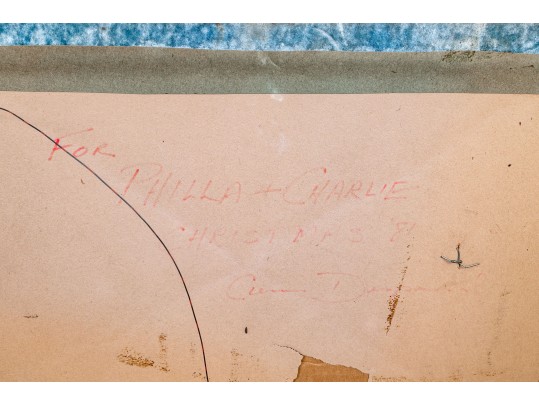 FOR
PHILLA + CHARLIE
CHRISTMAS '81